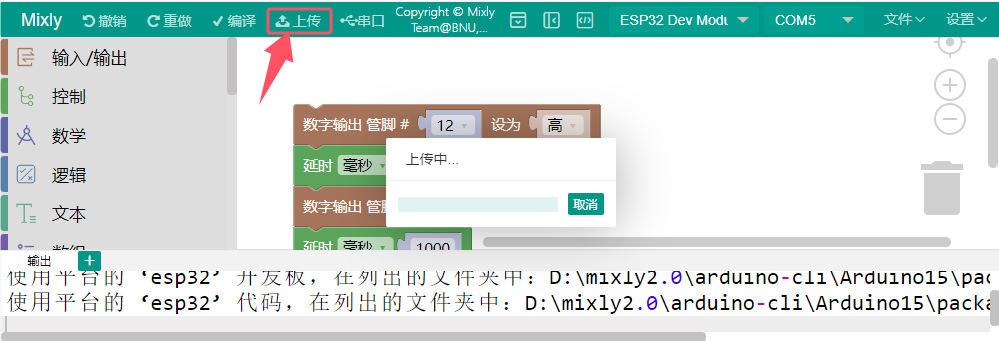 Mixly 撤销 重做 编译 上传 串口 Copyright © Mixly Team@BNU,... ESP32 Dev Modu COM5 文件 设置
输入/输出
控制
数学
逻辑
文本
数字输出 管脚 # 12 设为 高
延时 毫秒
数字输出 管脚
延时 毫秒 1000
上传中...
取消
输出 +
使用平台的 ‘esp32’ 开发板，在列出的文件夹中：D:\mixly2.0\arduino-cli\Arduino15\pac
使用平台的 ‘esp32’ 代码，在列出的文件夹中：D:\mixly2.0\arduino-cli\Arduino15\packa